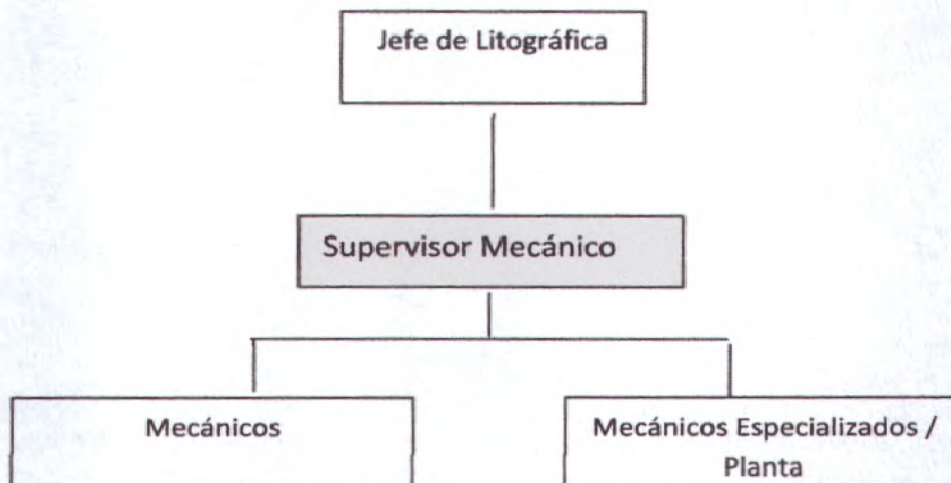 Jefe de Litográfica
Supervisor Mecánico
Mecánicos
Mecánicos Especializados /
Planta